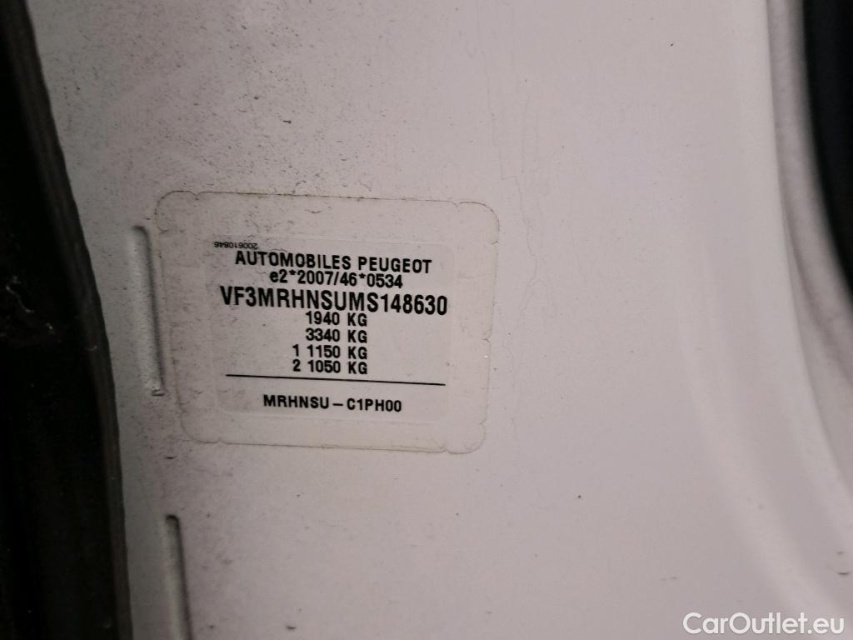 200610846
AUTOMOBILES PEUGEOT
e2*2007/46*0534
VF3MRHNSUMS148630
1940 KG
3340 KG
1 1150 KG
2 1050 KG
MRHNSU-C1PH00
CarOutlet.eu